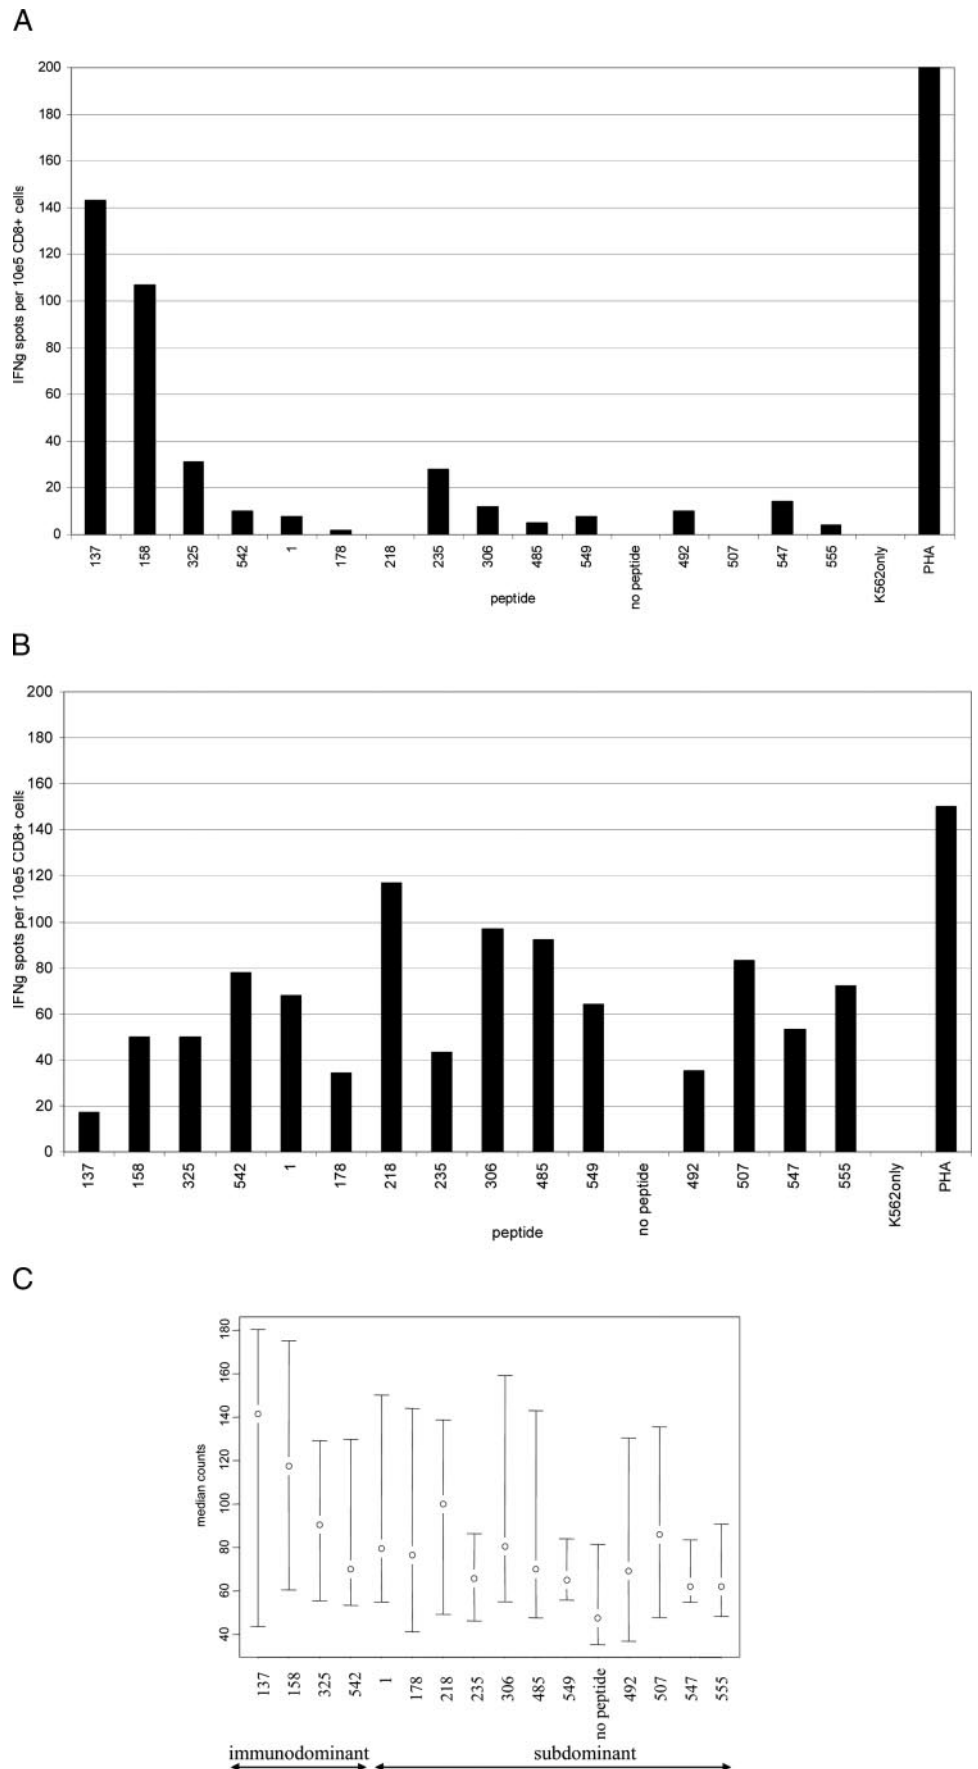 A
IFNg spots per 10e5 CD8+ cells
200
180
160
140
120
100
80
60
40
20
0
137 158 325 542 1 178 218 235 306 485 549 no peptide 492 507 547 555 K562only PHA
peptide
B
IFNg spots per 10e5 CD8+ cells
200
180
160
140
120
100
80
60
40
20
0
137 158 325 542 1 178 218 235 306 485 549 no peptide 492 507 547 555 K562only PHA
peptide
C
median counts
180
160
140
120
100
80
60
40
137 158 325 542 1 178 218 235 306 485 549 no peptide 492 507 547 555
immunodominant subdominant